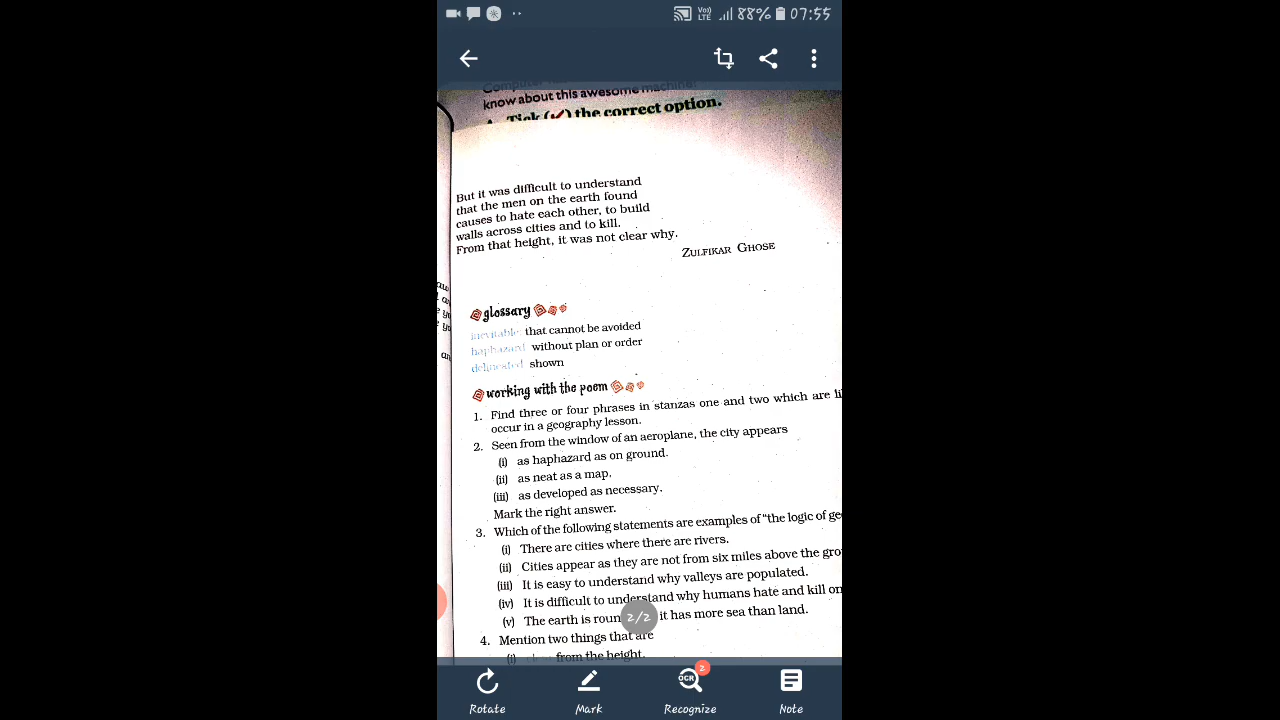 Vo))
LTE
88%
07:55
know about this awesome machine!
Tick (✓) the correct option.
But it was difficult to understand
that the men on the earth found
causes to hate each other, to build
walls across cities and to kill.
From that height, it was not clear why.
ZULFIKAR GHOSE
glossary
inevitable: that cannot be avoided
haphazard without plan or order
delineated shown
working with the poem
1. Find three or four phrases in stanzas one and two which are
occur in a geography lesson.
2. Seen from the window of an aeroplane, the city appears
(i) as haphazard as on ground.
(ii) as neat as a map.
(iii) as developed as necessary.
Mark the right answer.
3. Which of the following statements are examples of "the logic of
(i) There are cities where there are rivers.
(ii) Cities appear as they are not from six miles above the
(iii) It is easy to understand why valleys are populated.
(iv) It is difficult to understand why humans hate and kill
(v) The earth is it has more sea than land.
2/2
4. Mention two things that are
(i) from the height.
2
OCR
Rotate
Mark
Recognize
Note